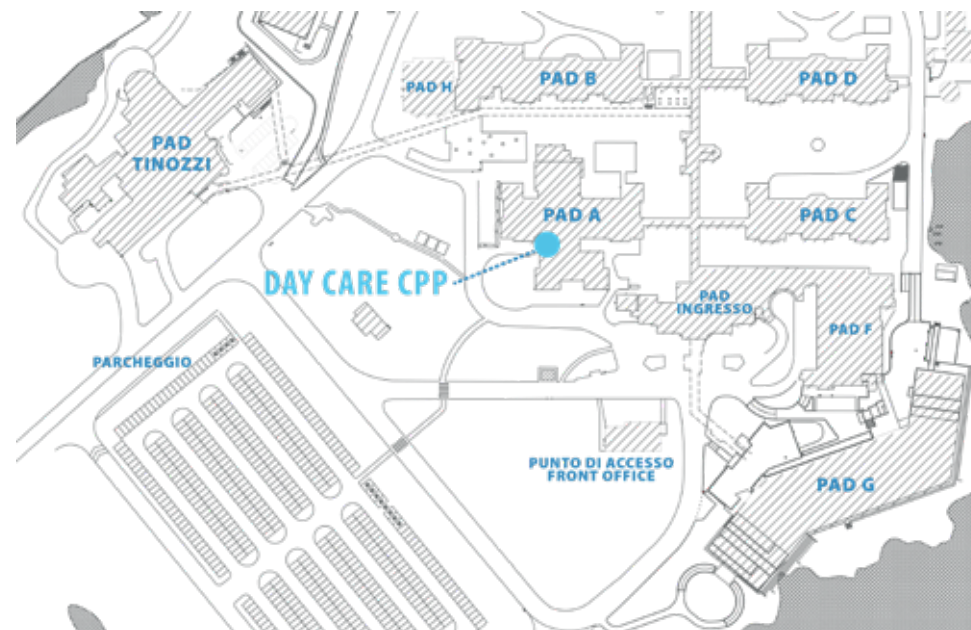 PAD H
PAD B
PAD D
PAD
TINOZZI
PAD A
PAD C
DAY CARE CPP
PAD
INGRESSO
PAD F
PARCHEGGIO
PUNTO DI ACCESSO
FRONT OFFICE
PAD G